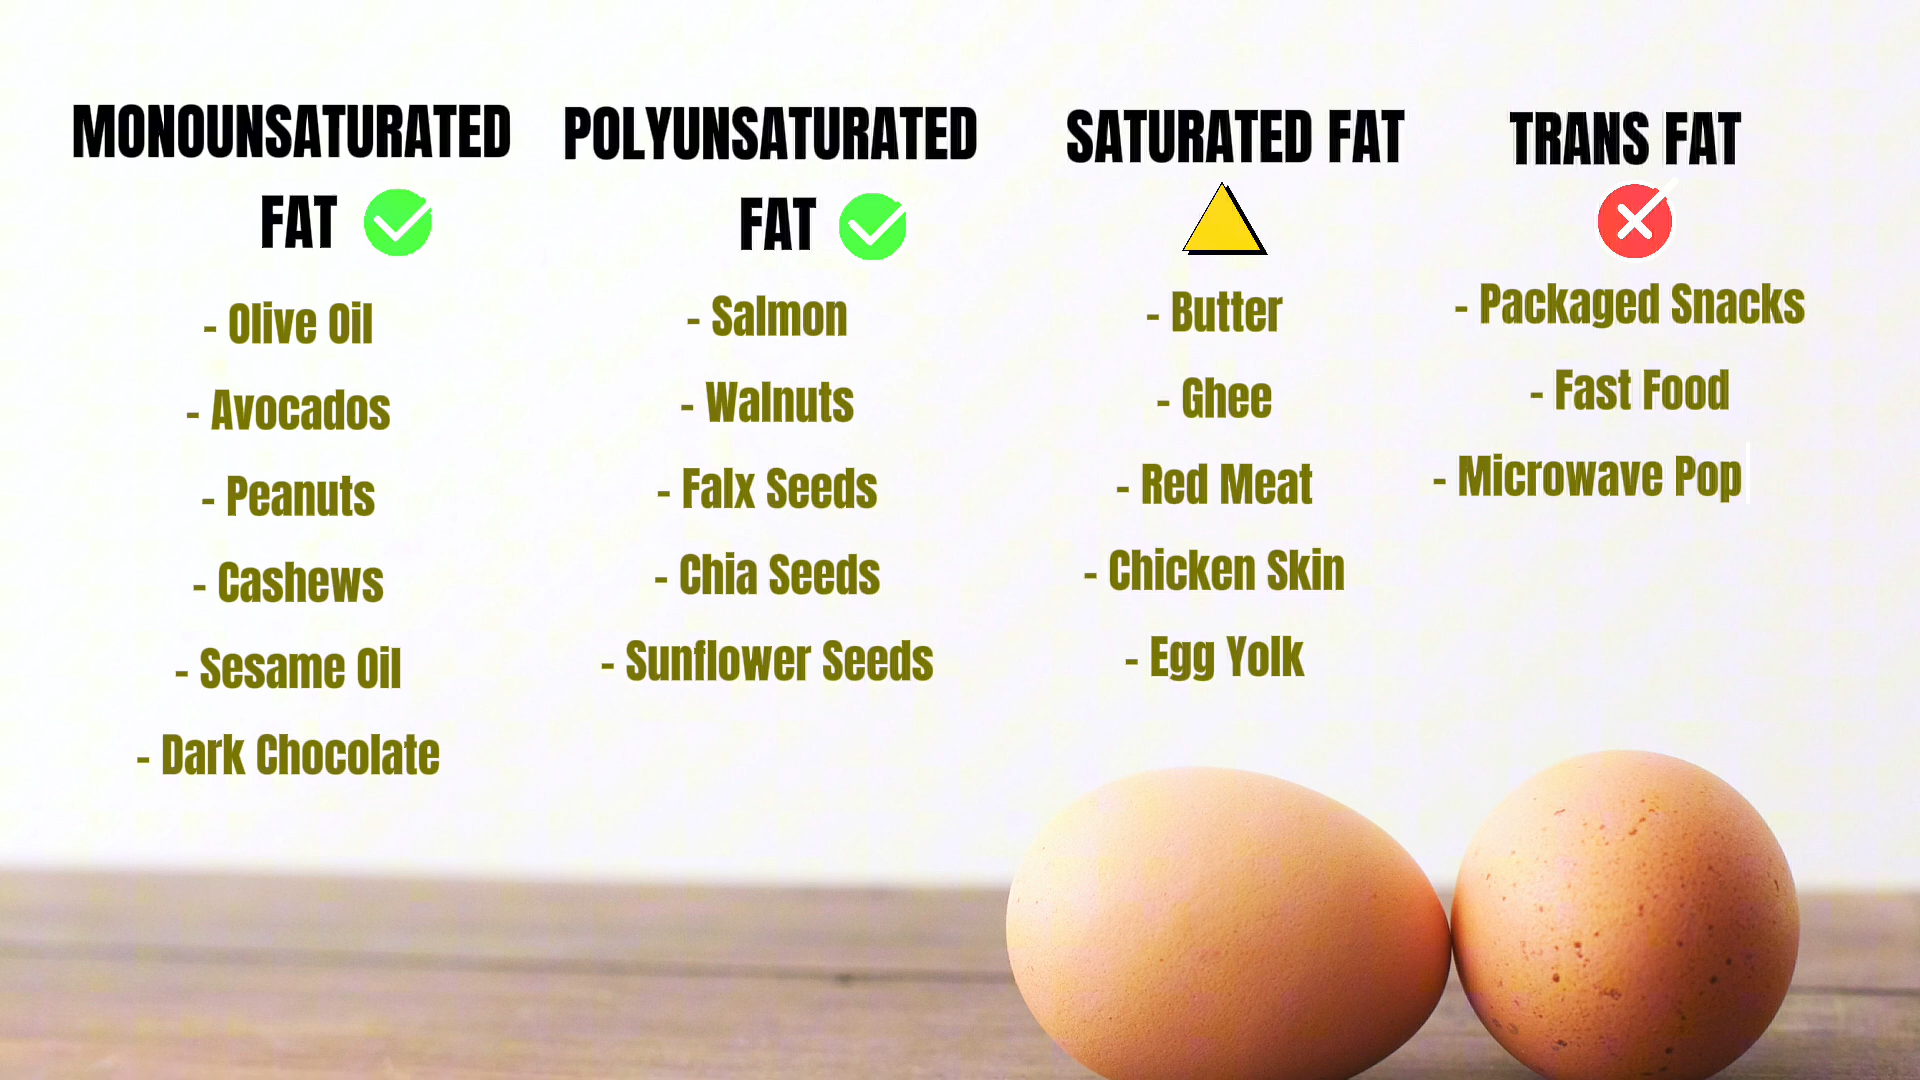 MONOUNSATURATED
FAT
- Olive Oil
- Avocados
- Peanuts
- Cashews
- Sesame Oil
- Dark Chocolate
POLYUNSATURATED
FAT
- Salmon
- Walnuts
- Falx Seeds
- Chia Seeds
- Sunflower Seeds
SATURATED FAT
- Butter
- Ghee
- Red Meat
- Chicken Skin
- Egg Yolk
TRANS FAT
- Packaged Snacks
- Fast Food
- Microwave Pop